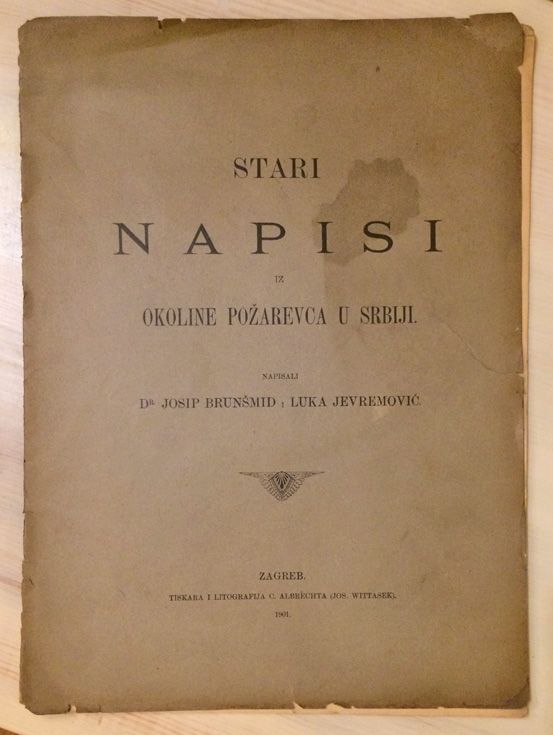 STARI
NAPISI
IZ
OKOLINE POŽAREVCA U SRBIJI.
NAPISALI
DR JOSIP BRUNŠMID i LUKA JEVREMOVIĆ.
ZAGREB.
TISKARA I LITOGRAFIJA C. ALBRECHTA (JOS. WITTASEK).
1901.